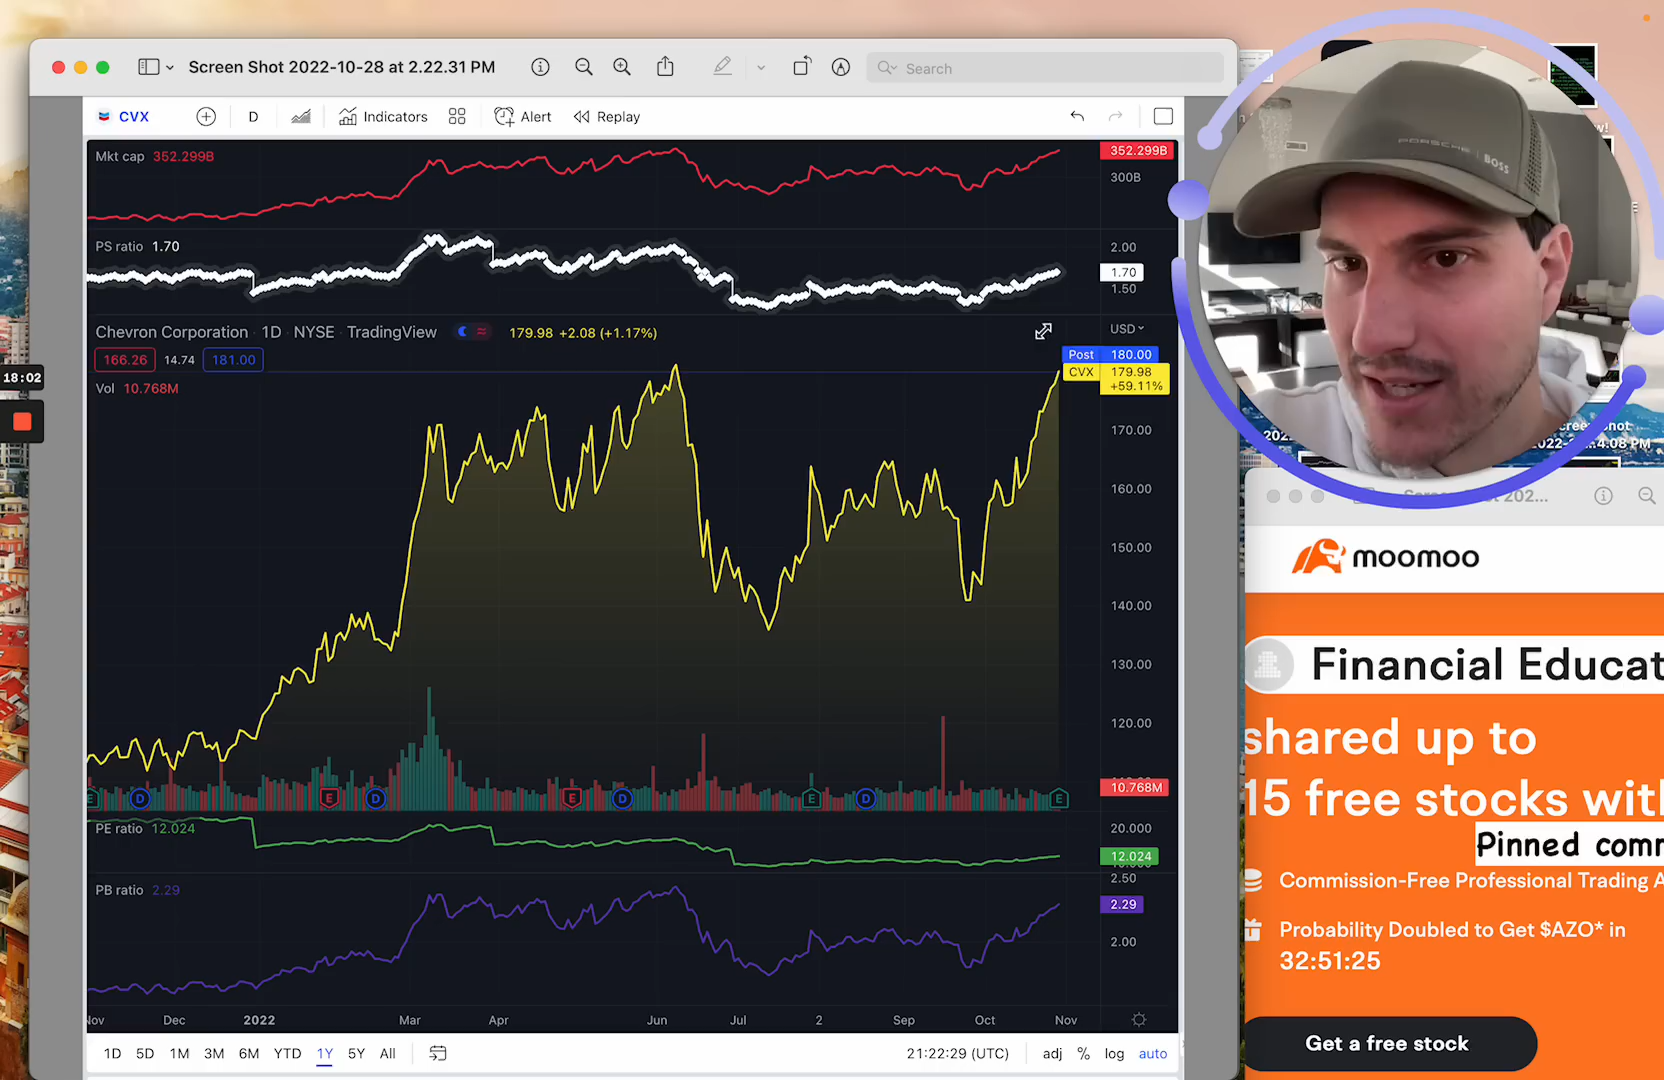 Screen Shot 2022-10-28 at 2.22.31 PM
Search
CVX
D
Indicators
Alert
Replay
Mkt cap 352.299B
352.299B
300B
PS ratio 1.70
2.00
1.70
1.50
Chevron Corporation · 1D · NYSE · TradingView
179.98 +2.08 (+1.17%)
USD
166.26 14.74 181.00
Post 180.00
CVX 179.98
+59.11%
Vol 10.768M
18:02
170.00
160.00
150.00
140.00
130.00
120.00
10.768M
E D E D E D E D E
PE ratio 12.024
20.000
12.024
PB ratio 2.29
2.50
2.29
2.00
Nov Dec 2022 Mar Apr Jun Jul 2 Sep Oct Nov
1D 5D 1M 3M 6M YTD 1Y 5Y All
21:22:29 (UTC)
adj % log auto
PORSCHE | BOSS
moomoo
Financial Educat
shared up to
15 free stocks with
Pinned comm
Commission-Free Professional Trading A
Probability Doubled to Get $AZO* in
32:51:25
Get a free stock